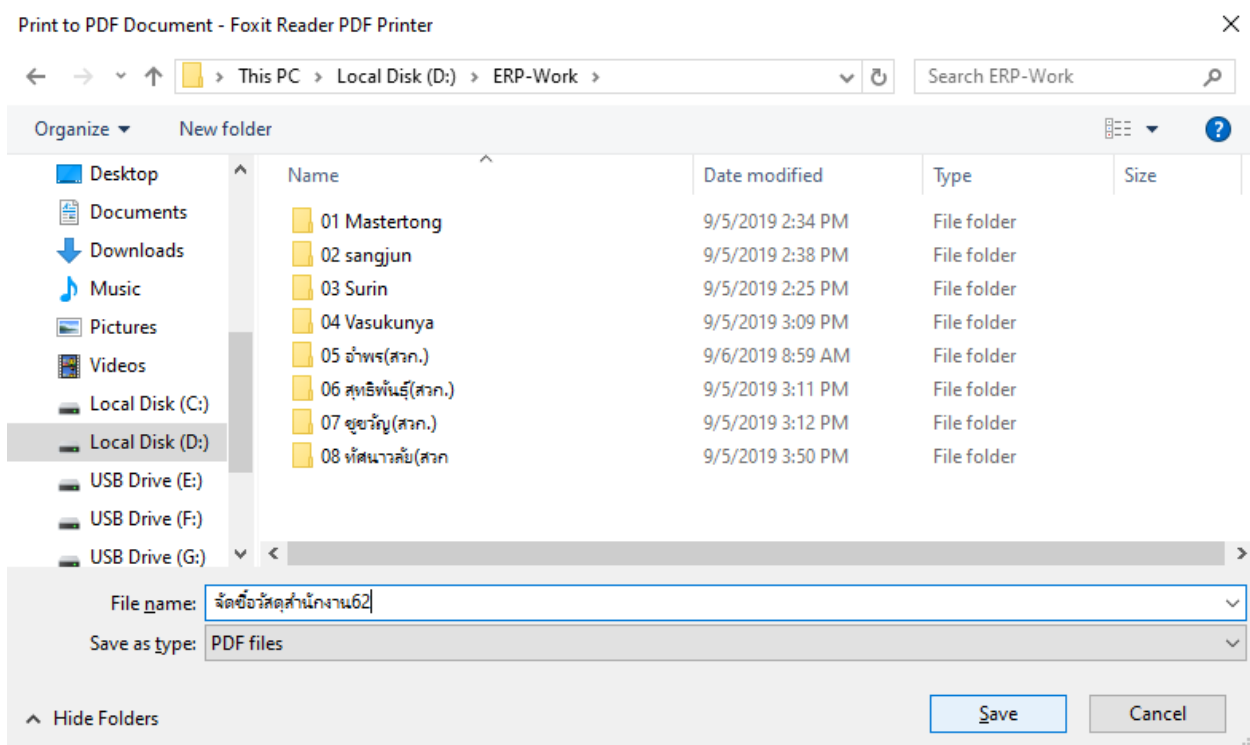 Print to PDF Document - Foxit Reader PDF Printer
This PC > Local Disk (D:) > ERP-Work >
Search ERP-Work
Organize
New folder
Name Date modified Type Size
Desktop
Documents
Downloads
Music
Pictures
Videos
Local Disk (C:)
Local Disk (D:)
USB Drive (E:)
USB Drive (F:)
USB Drive (G:)
01 Mastertong 9/5/2019 2:34 PM File folder
02 sangjun 9/5/2019 2:38 PM File folder
03 Surin 9/5/2019 2:25 PM File folder
04 Vasukunya 9/5/2019 3:09 PM File folder
05 อำพร(สวก.) 9/6/2019 8:59 AM File folder
06 สุทธิพันธุ์(สวก.) 9/5/2019 3:11 PM File folder
07 ชูขวัญ(สวก.) 9/5/2019 3:12 PM File folder
08 ทัศนาวลัย(สวก 9/5/2019 3:50 PM File folder
File name: จัดซื้อวัสดุสำนักงาน62
Save as type: PDF files
Hide Folders
Save
Cancel